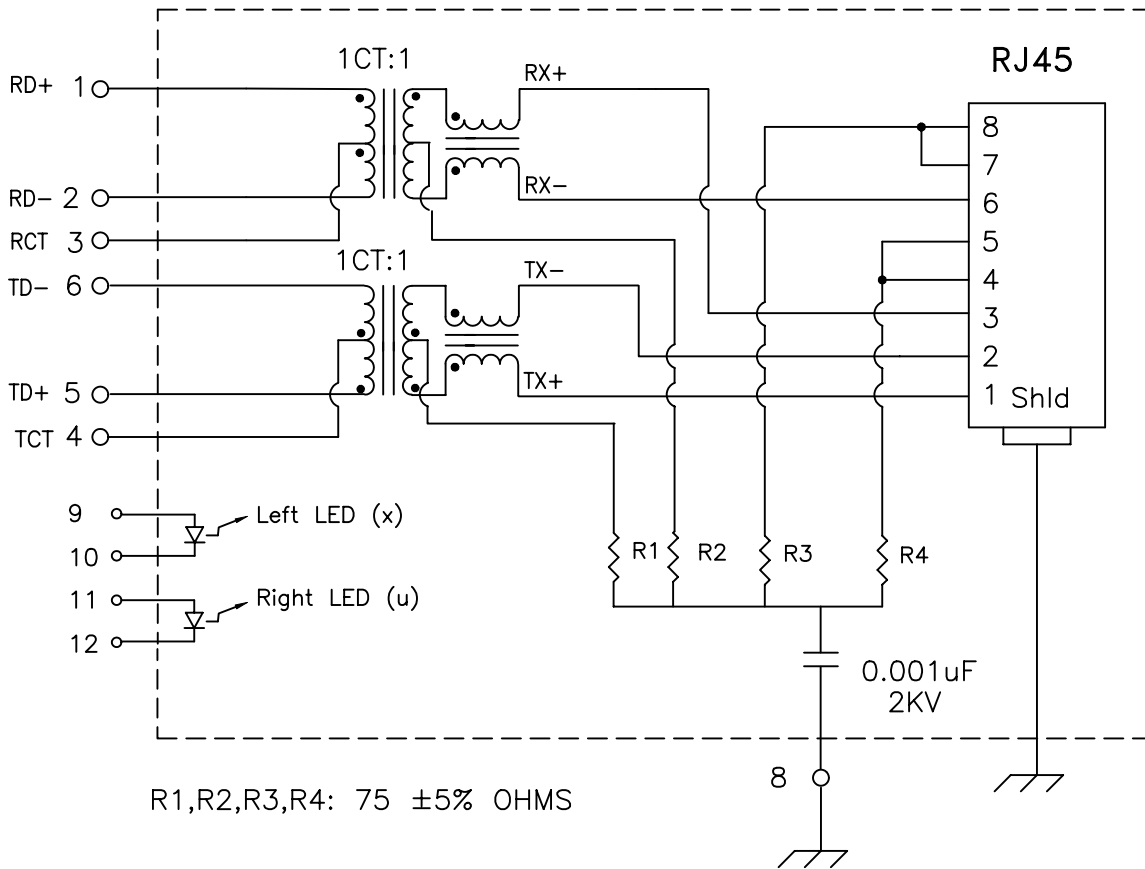 1CT:1
RJ45
RD+ 1
RX+
8
7
RD- 2
RX-
6
RCT 3
5
1CT:1
TD- 6
TX-
4
3
2
TD+ 5
TX+
1 Shld
TCT 4
9
Left LED (x)
10
R1
R2
R3
R4
11
Right LED (u)
12
0.001uF
2KV
8
R1,R2,R3,R4: 75 ±5% OHMS